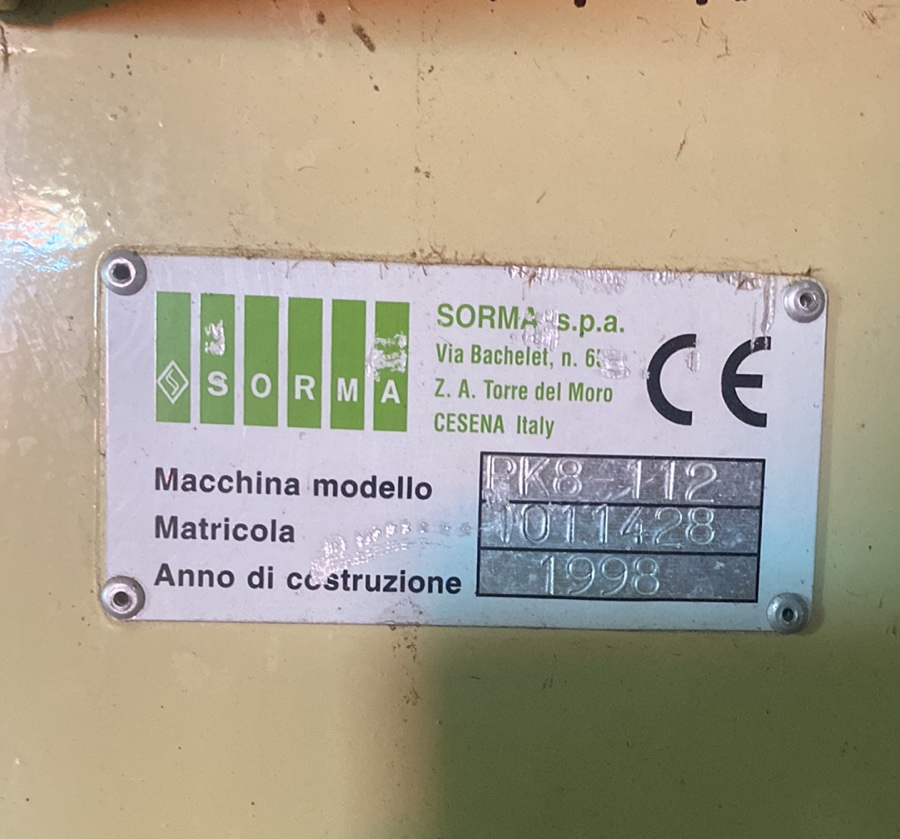 SORMA
SORMA s.p.a.
Via Bachelet, n.
Z. A. Torre del Moro
CESENA Italy
CE
Macchina modello PK8-112
Matricola 1011428
Anno di costruzione 1998